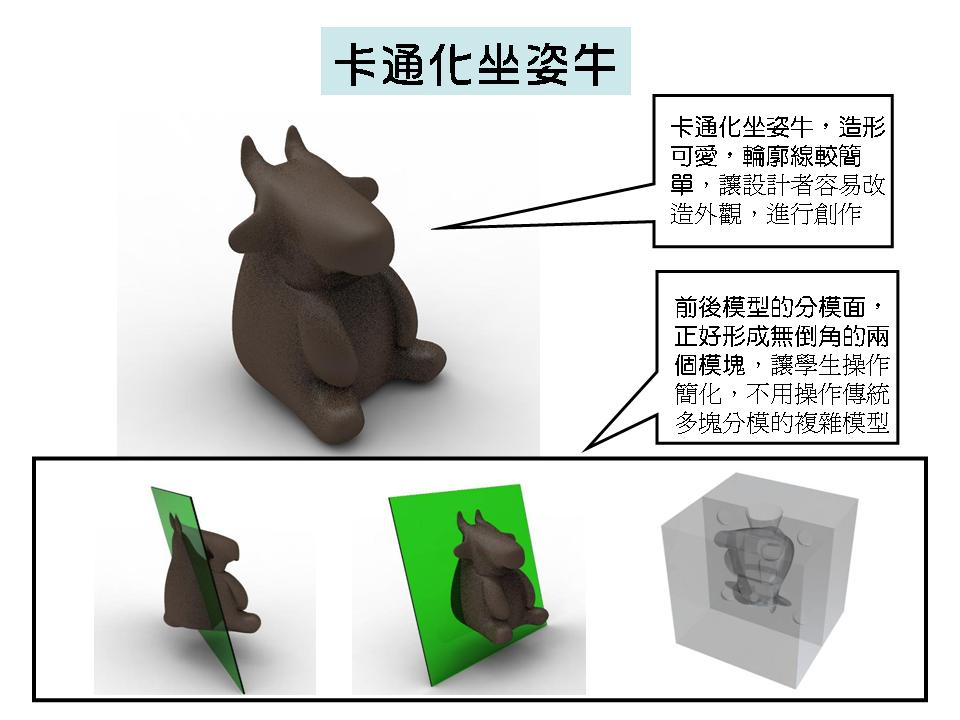 卡通化坐姿牛
卡通化坐姿牛，造形
可愛，輪廓線較簡
單，讓設計者容易改
造外觀，進行創作
前後模型的分模面，
正好形成無倒角的兩
個模塊，讓學生操作
簡化，不用操作傳統
多塊分模的複雜模型